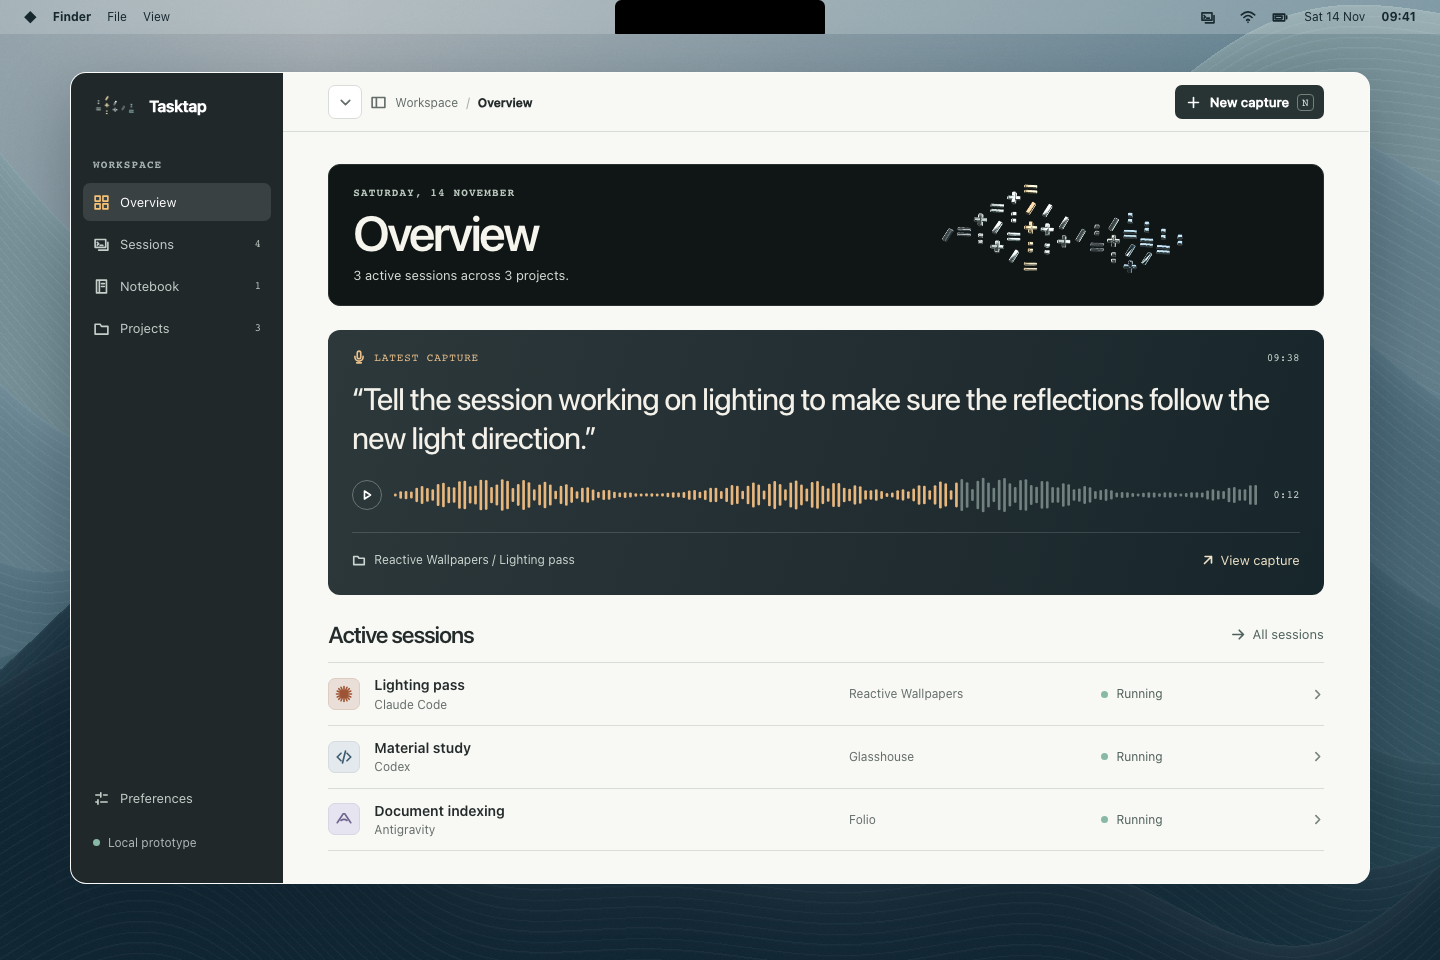 Finder File View
Sat 14 Nov 09:41
Tasktap
WORKSPACE
Overview
Sessions 4
Notebook 1
Projects 3
Preferences
Local prototype
Workspace / Overview
New capture N
SATURDAY, 14 NOVEMBER
Overview
3 active sessions across 3 projects.
LATEST CAPTURE
09:38
“Tell the session working on lighting to make sure the reflections follow the
new light direction.”
0:12
Reactive Wallpapers / Lighting pass
View capture
Active sessions
All sessions
Lighting pass
Claude Code
Reactive Wallpapers
Running
Material study
Codex
Glasshouse
Running
Document indexing
Antigravity
Folio
Running